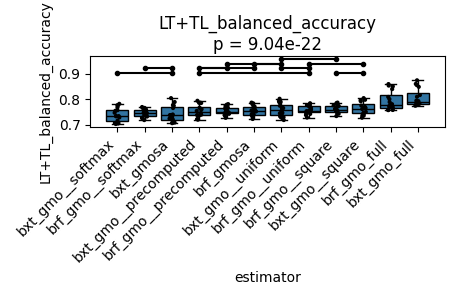 LT+TL_balanced_accuracy
p = 9.04e-22
LT+TL_balanced_accuracy
0.9
0.8
0.7
bxt_gmo__softmax
brf_gmo__softmax
bxt_gmosa
bxt_gmo__precomputed
brf_gmo__precomputed
brf_gmosa
bxt_gmo__uniform
brf_gmo__uniform
brf_gmo__square
bxt_gmo__square
brf_gmo_full
bxt_gmo_full
estimator